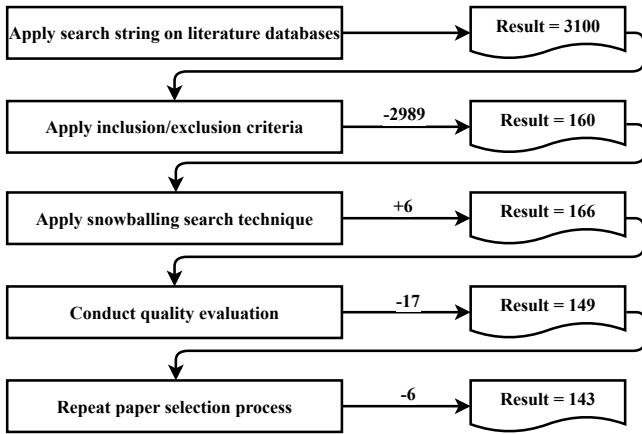 Apply search string on literature databases
Result = 3100
Apply inclusion/exclusion criteria
-2989
Result = 160
Apply snowballing search technique
+6
Result = 166
Conduct quality evaluation
-17
Result = 149
Repeat paper selection process
-6
Result = 143